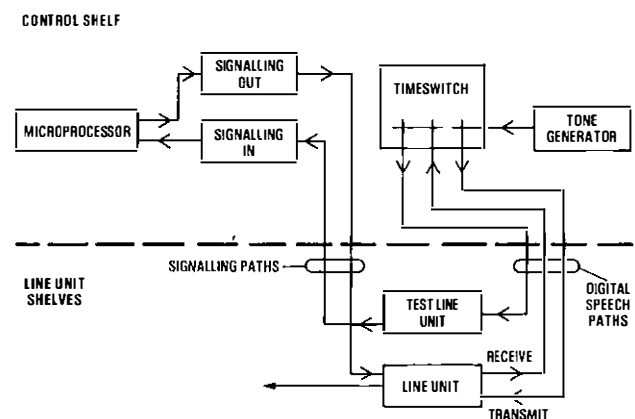 CONTROL SHELF
SIGNALLING
OUT
TIMESWITCH
MICROPROCESSOR
SIGNALLING
IN
TONE
GENERATOR
SIGNALLING PATHS
LINE UNIT
SHELVES
DIGITAL
SPEECH
PATHS
TEST LINE
UNIT
RECEIVE
LINE UNIT
TRANSMIT